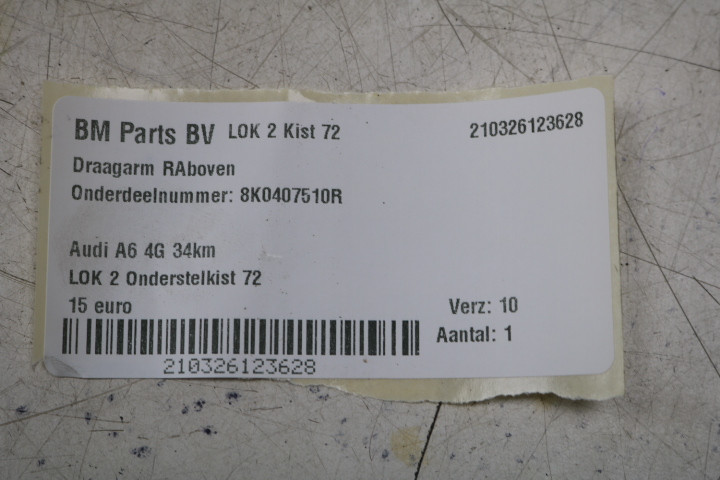 BM Parts BV LOK 2 Kist 72 210326123628
Draagarm RAboven
Onderdeelnummer: 8K0407510R
Audi A6 4G 34km
LOK 2 Onderstelkist 72
15 euro Verz: 10
Aantal: 1
210326123628